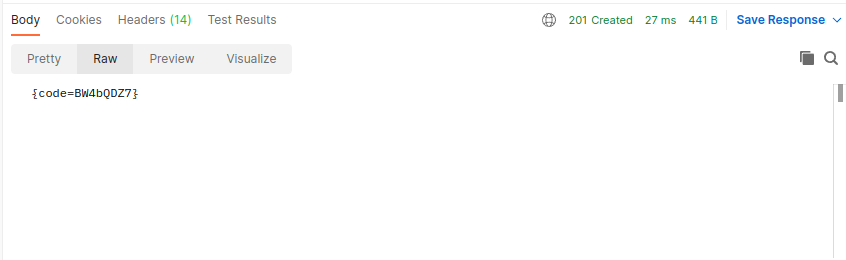 Body Cookies Headers (14) Test Results 201 Created 27 ms 441 B Save Response
Pretty Raw Preview Visualize
{code=BW4bQDZ7}